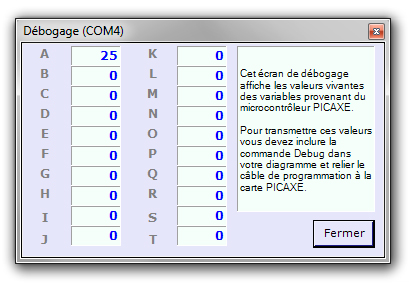 Débogage (COM4)
A 25 K 0
B 0 L 0
C 0 M 0
D 0 N 0
E 0 O 0
F 0 P 0
G 0 Q 0
H 0 R 0
I 0 S 0
J 0 T 0
Cet écran de débogage
affiche les valeurs vivantes
des variables provenant du
microcontrôleur PICAXE.
Pour transmettre ces valeurs
vous devez inclure la
commande Debug dans
votre diagramme et relier le
câble de programmation à la
carte PICAXE.
Fermer